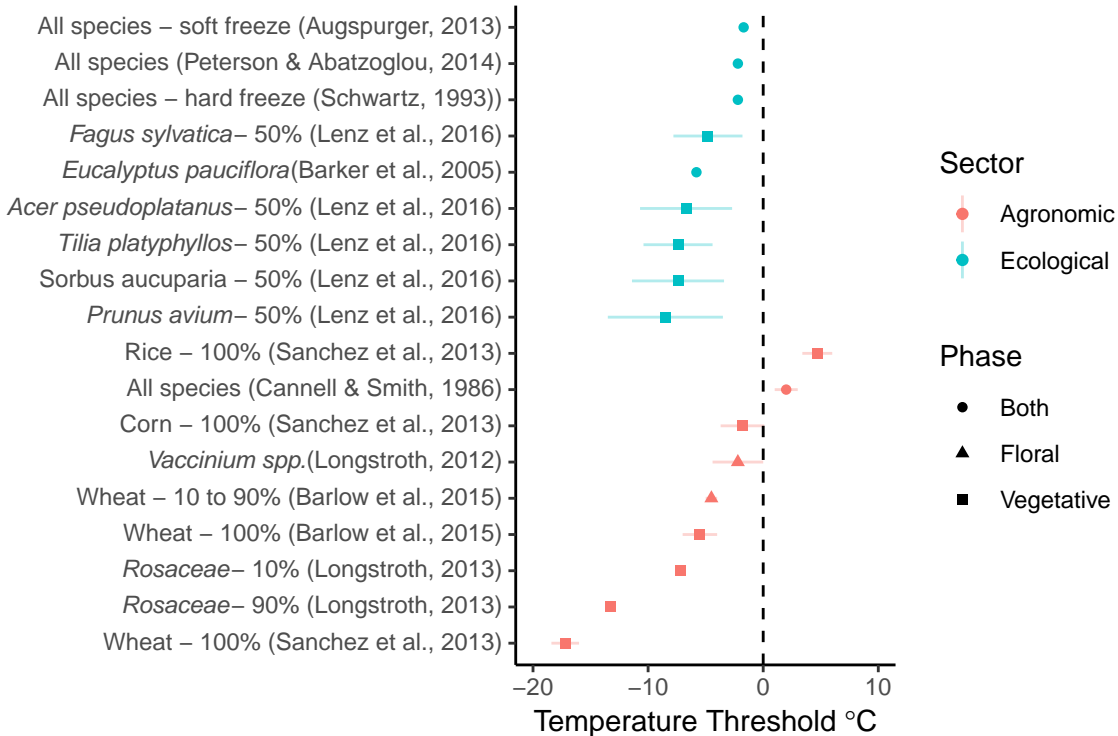 All species – soft freeze (Augspurger, 2013)
All species (Peterson & Abatzoglou, 2014)
All species – hard freeze (Schwartz, 1993))
Fagus sylvatica– 50% (Lenz et al., 2016)
Eucalyptus pauciflora(Barker et al., 2005)
Acer pseudoplatanus– 50% (Lenz et al., 2016)
Tilia platyphyllos– 50% (Lenz et al., 2016)
Sorbus aucuparia – 50% (Lenz et al., 2016)
Prunus avium– 50% (Lenz et al., 2016)
Rice – 100% (Sanchez et al., 2013)
All species (Cannell & Smith, 1986)
Corn – 100% (Sanchez et al., 2013)
Vaccinium spp.(Longstroth, 2012)
Wheat – 10 to 90% (Barlow et al., 2015)
Wheat – 100% (Barlow et al., 2015)
Rosaceae– 10% (Longstroth, 2013)
Rosaceae– 90% (Longstroth, 2013)
Wheat – 100% (Sanchez et al., 2013)
−20 −10 0 10
Temperature Threshold °C
Sector
Agronomic
Ecological
Phase
Both
Floral
Vegetative